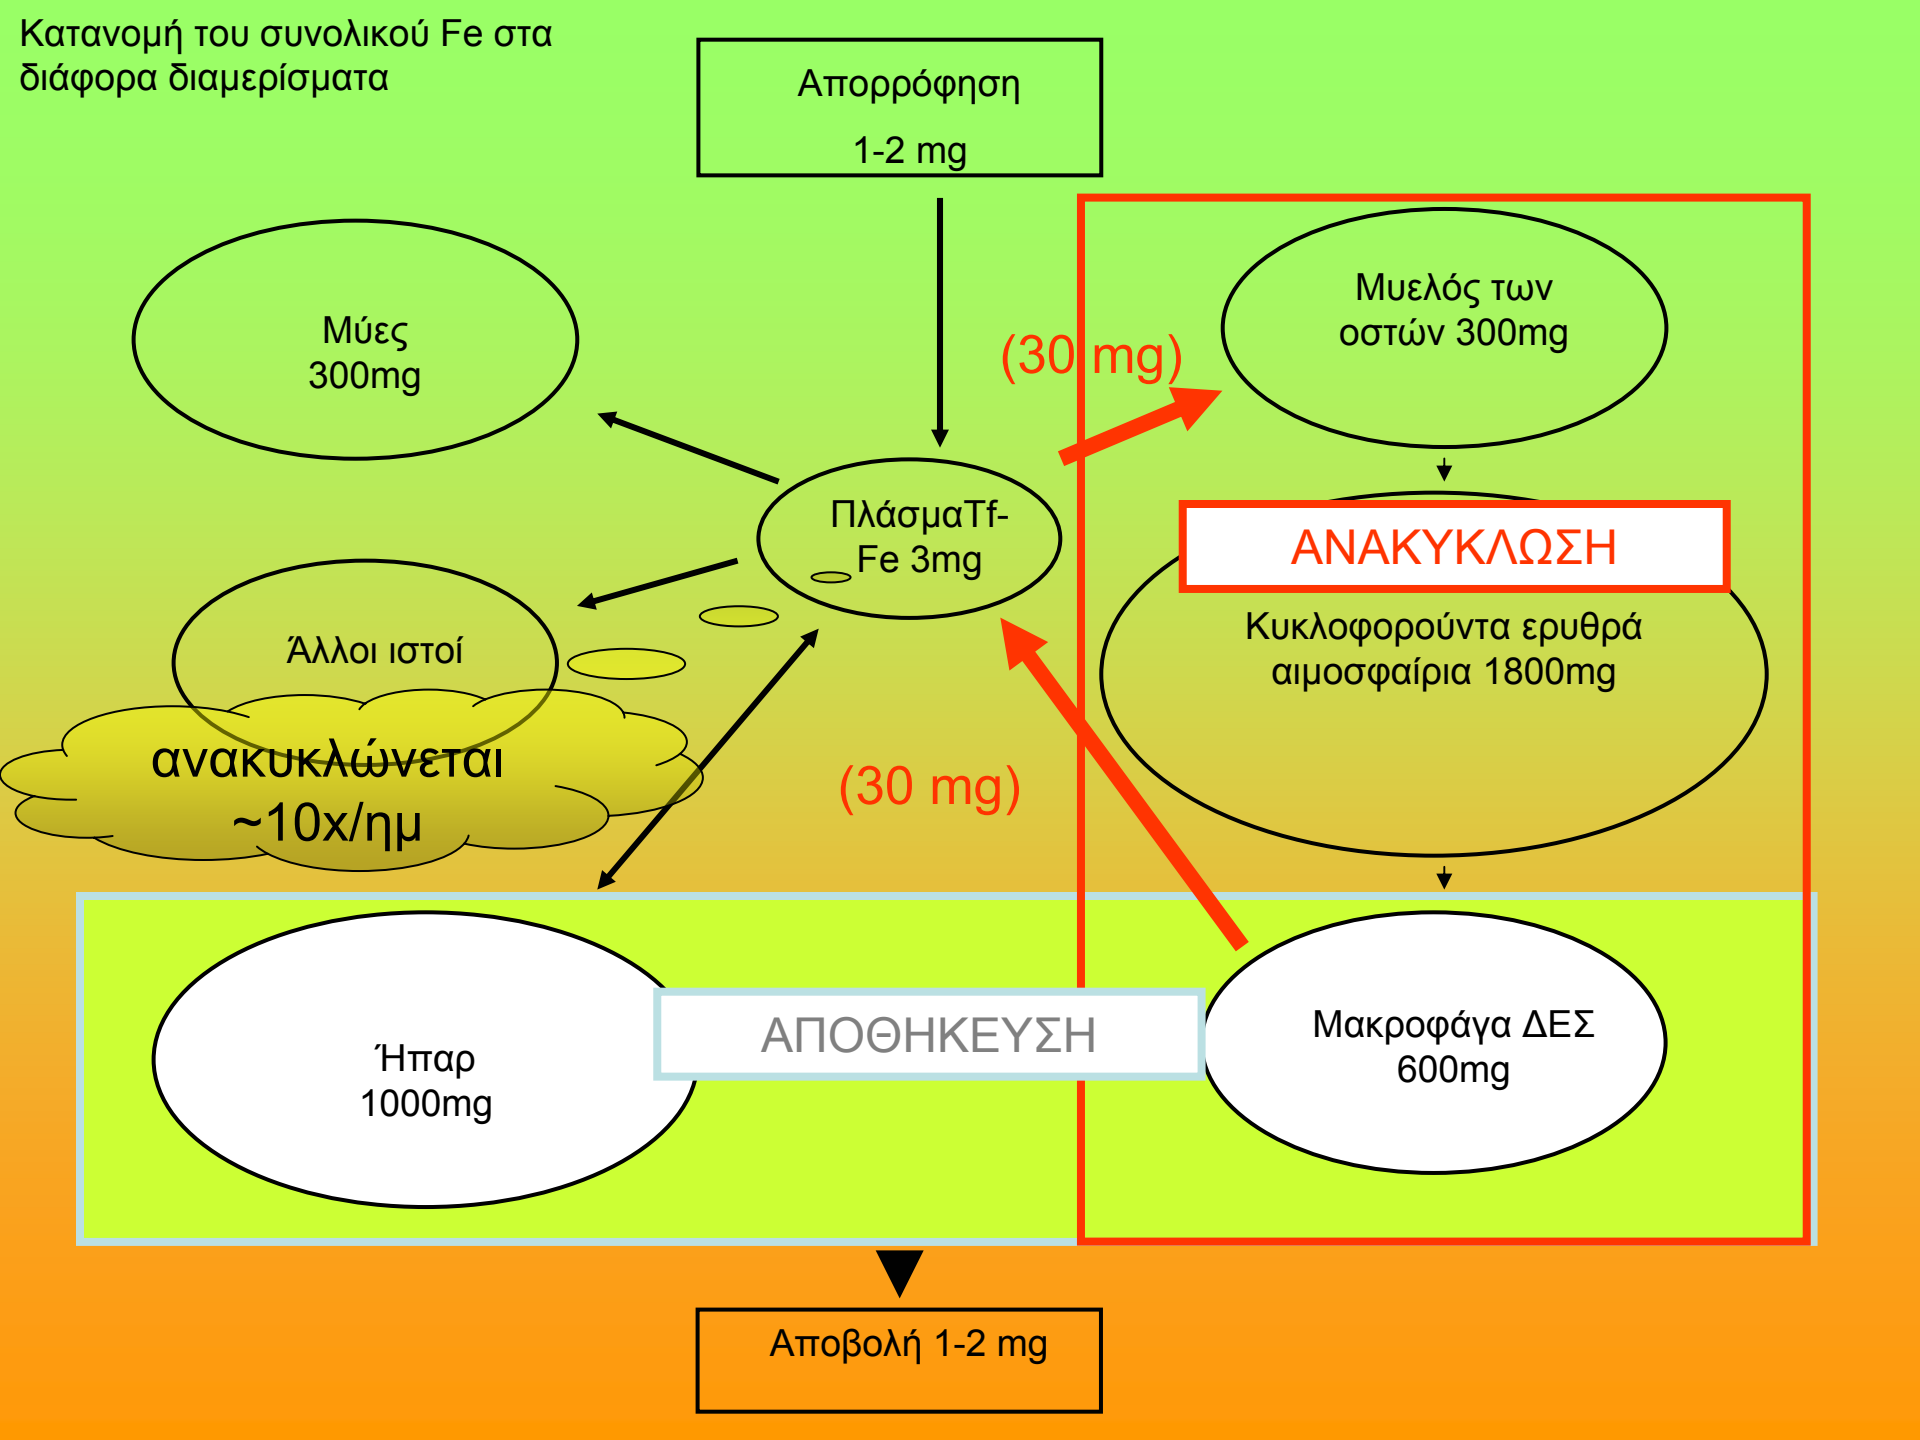 Κατανομή του συνολικού Fe στα
διάφορα διαμερίσματα
Απορρόφηση
1-2 mg
Μύες
300mg
(30 mg)
Μυελός των
οστών 300mg
ΠλάσμαTf-
Fe 3mg
ΑΝΑΚΥΚΛΩΣΗ
Κυκλοφορούντα ερυθρά
αιμοσφαίρια 1800mg
Άλλοι ιστοί
ανακυκλώνεται
~10x/ημ
(30 mg)
Ήπαρ
1000mg
ΑΠΟΘΗΚΕΥΣΗ
Μακροφάγα ΔΕΣ
600mg
Αποβολή 1-2 mg